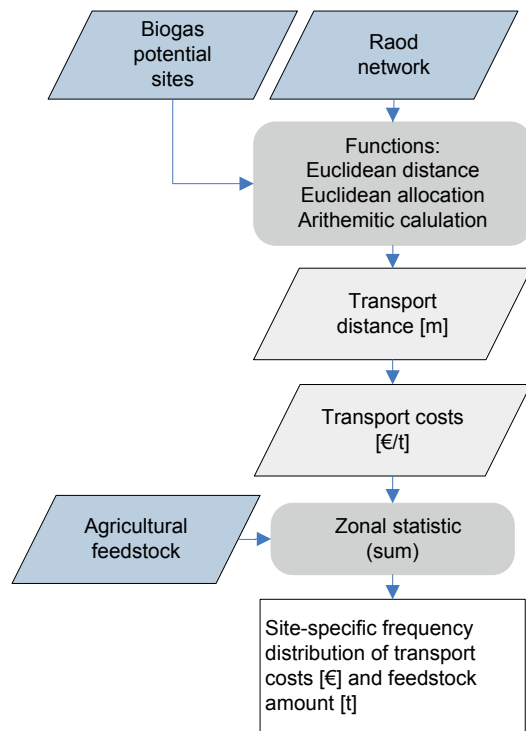 Biogas
potential
sites
Raod
network
Functions:
Euclidean distance
Euclidean allocation
Arithemitic calulation
Transport
distance [m]
Transport costs
[€/t]
Agricultural
feedstock
Zonal statistic
(sum)
Site-specific frequency
distribution of transport
costs [€] and feedstock
amount [t]